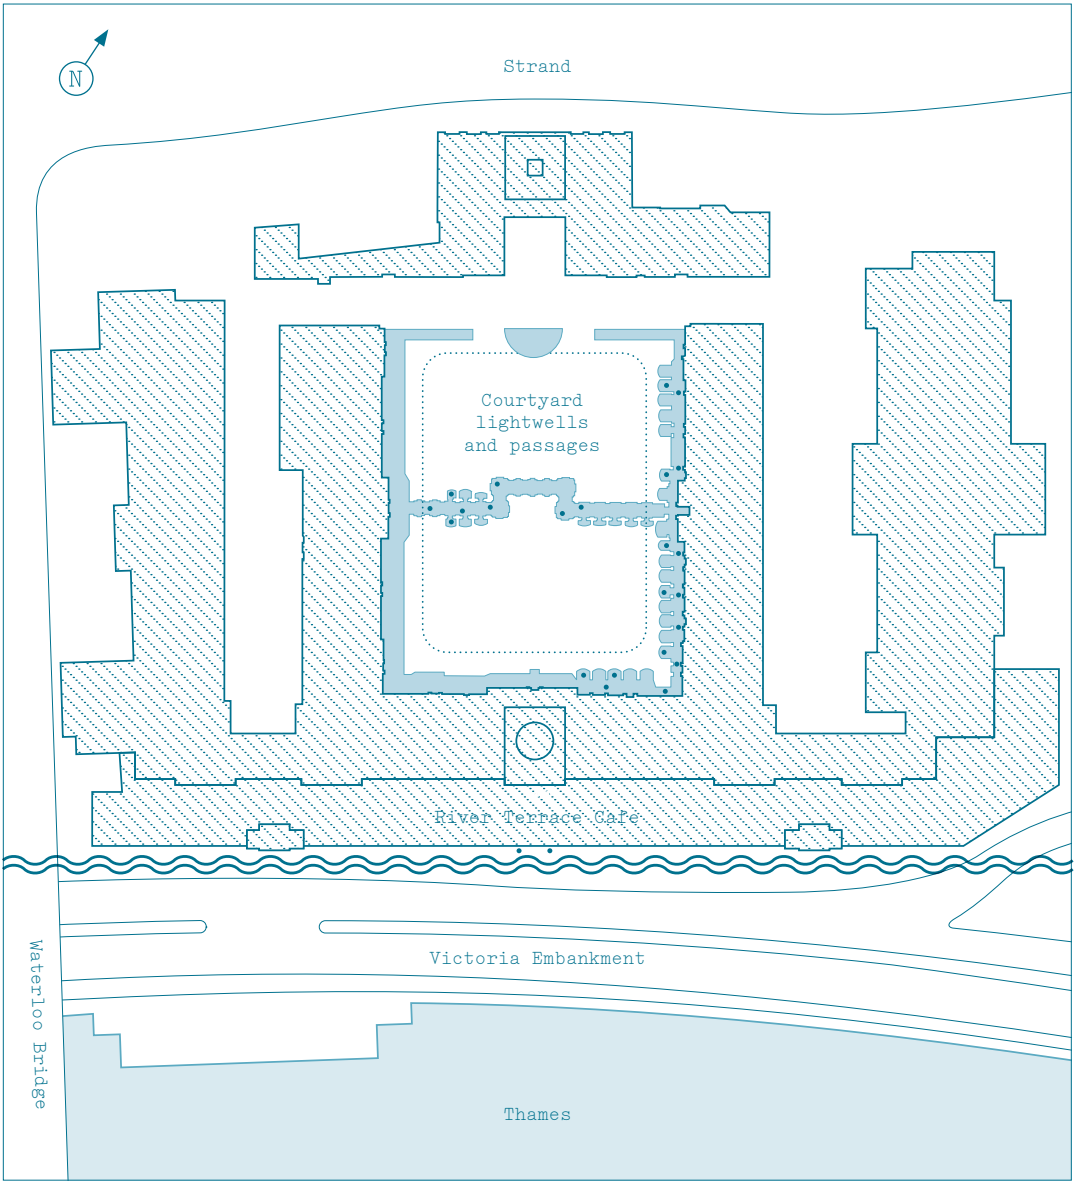 N
Strand
Courtyard
lightwells
and passages
River Terrace Cafe
Waterloo Bridge
Victoria Embankment
Thames